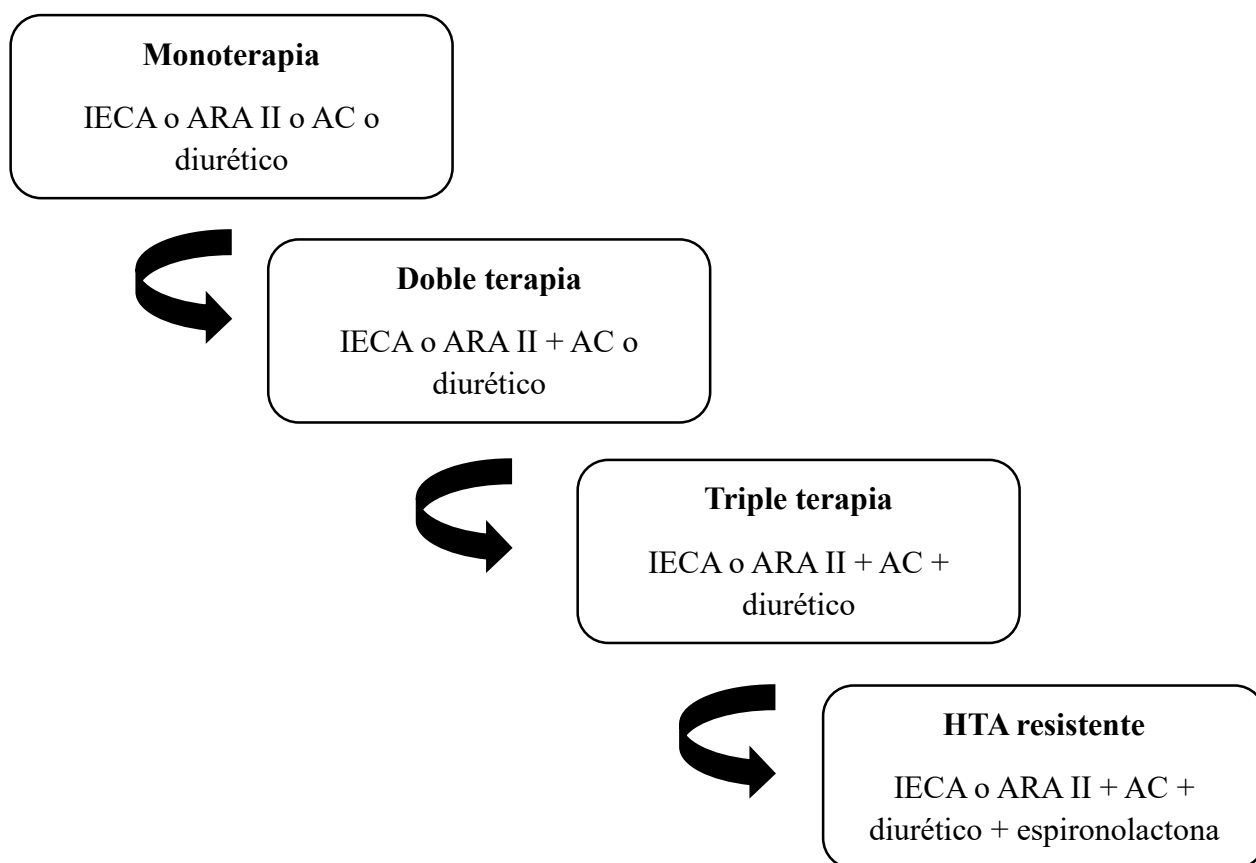 Monoterapia
IECA o ARA II o AC o
diurético
Doble terapia
IECA o ARA II + AC o
diurético
Triple terapia
IECA o ARA II + AC +
diurético
HTA resistente
IECA o ARA II + AC +
diurético + espironolactona